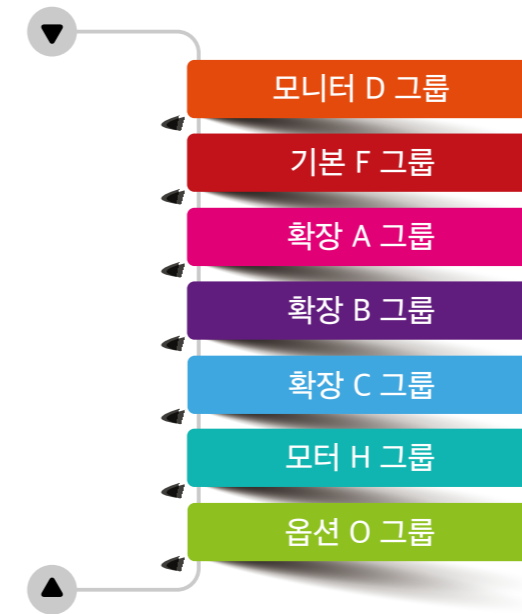 모니터 D 그룹
기본 F 그룹
확장 A 그룹
확장 B 그룹
확장 C 그룹
모터 H 그룹
옵션 O 그룹